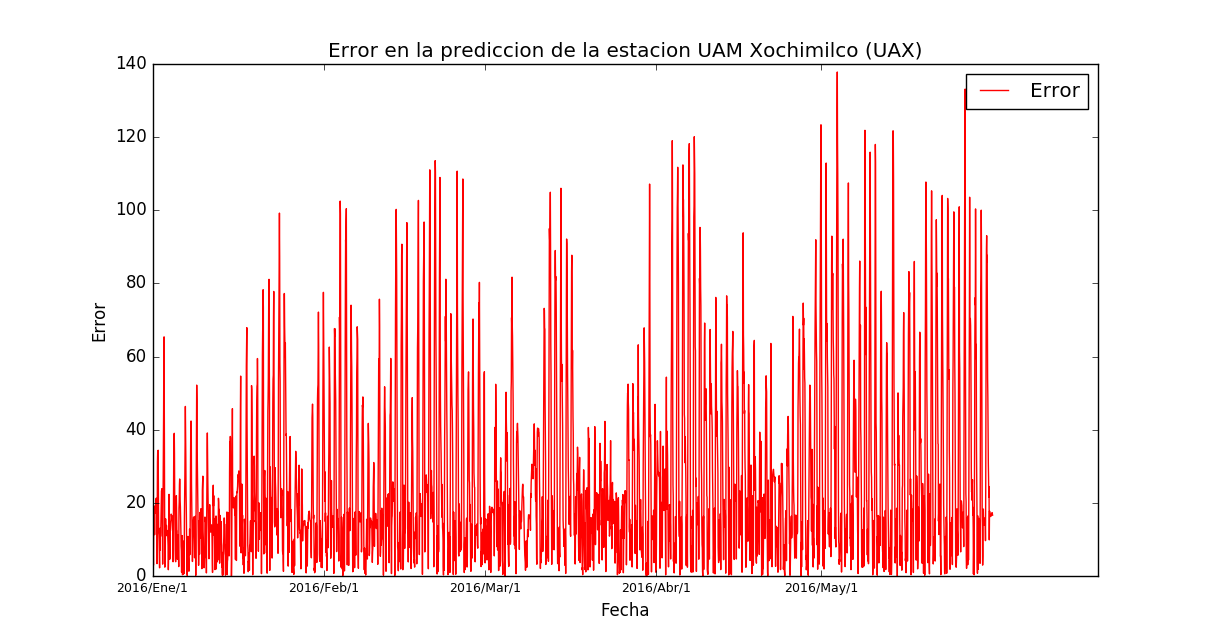 Error en la prediccion de la estacion UAM Xochimilco (UAX)
Error
140
120
100
80
60
40
20
0
Error
2016/Ene/1
2016/Feb/1
2016/Mar/1
2016/Abr/1
2016/May/1
Fecha